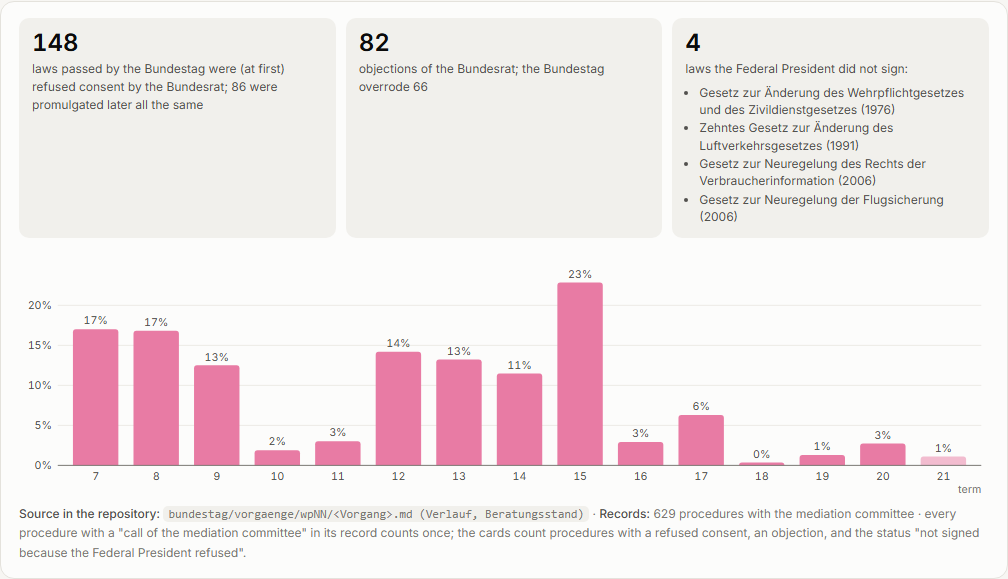 148
laws passed by the Bundestag were (at first)
refused consent by the Bundesrat; 86 were
promulgated later all the same
82
objections of the Bundesrat; the Bundestag
overrode 66
4
laws the Federal President did not sign:
• Gesetz zur Änderung des Wehrpflichtgesetzes
und des Zivildienstgesetzes (1976)
• Zehntes Gesetz zur Änderung des
Luftverkehrsgesetzes (1991)
• Gesetz zur Neuregelung des Rechts der
Verbraucherinformation (2006)
• Gesetz zur Neuregelung der Flugsicherung
(2006)
20%
15%
10%
5%
0%
17%
17%
13%
2%
3%
14%
13%
11%
23%
3%
6%
0%
1%
3%
1%
7 8 9 10 11 12 13 14 15 16 17 18 19 20 21
term
Source in the repository: bundestag/vorgaenge/wpNN/<Vorgang>.md (Verlauf, Beratungsstand) · Records: 629 procedures with the mediation committee · every
procedure with a "call of the mediation committee" in its record counts once; the cards count procedures with a refused consent, an objection, and the status "not signed
because the Federal President refused".